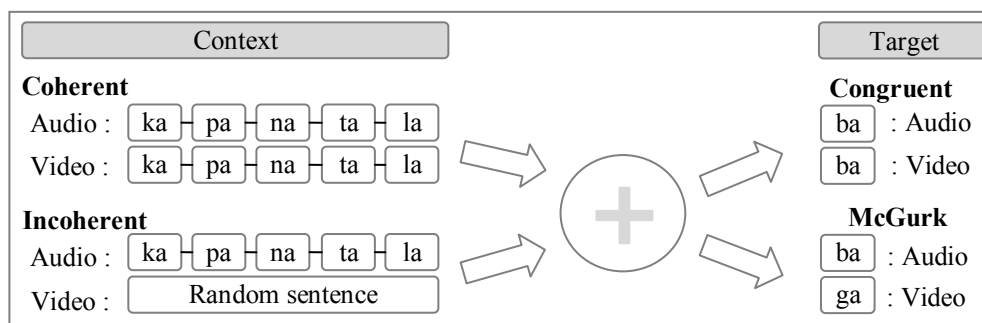 Context
Coherent
Audio : ka pa na ta la
Video : ka pa na ta la
Incoherent
Audio : ka pa na ta la
Video : Random sentence
+
Target
Congruent
ba : Audio
ba : Video
McGurk
ba : Audio
ga : Video